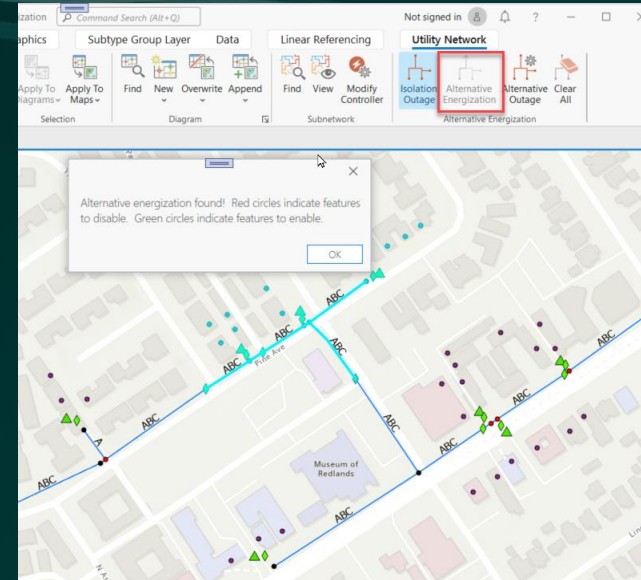 ization
Command Search (Alt+Q)
Not signed in
?
aphics
Subtype Group Layer
Data
Linear Referencing
Utility Network
Apply To
Diagrams
Apply To
Maps
Find
New
Overwrite
Append
Find
View
Modify
Controller
Isolation
Outage
Alternative
Energization
Alternative
Outage
Clear
All
Selection
Diagram
Subnetwork
Alternative Energization
Alternative energization found! Red circles indicate features
to disable. Green circles indicate features to enable.
OK
ABC
ABC
ABC
Pine Ave
ABC
ABC
ABC
ABC
A
ABC
ABC
ABC
Museum of
Redlands
ABC
N A
Lin